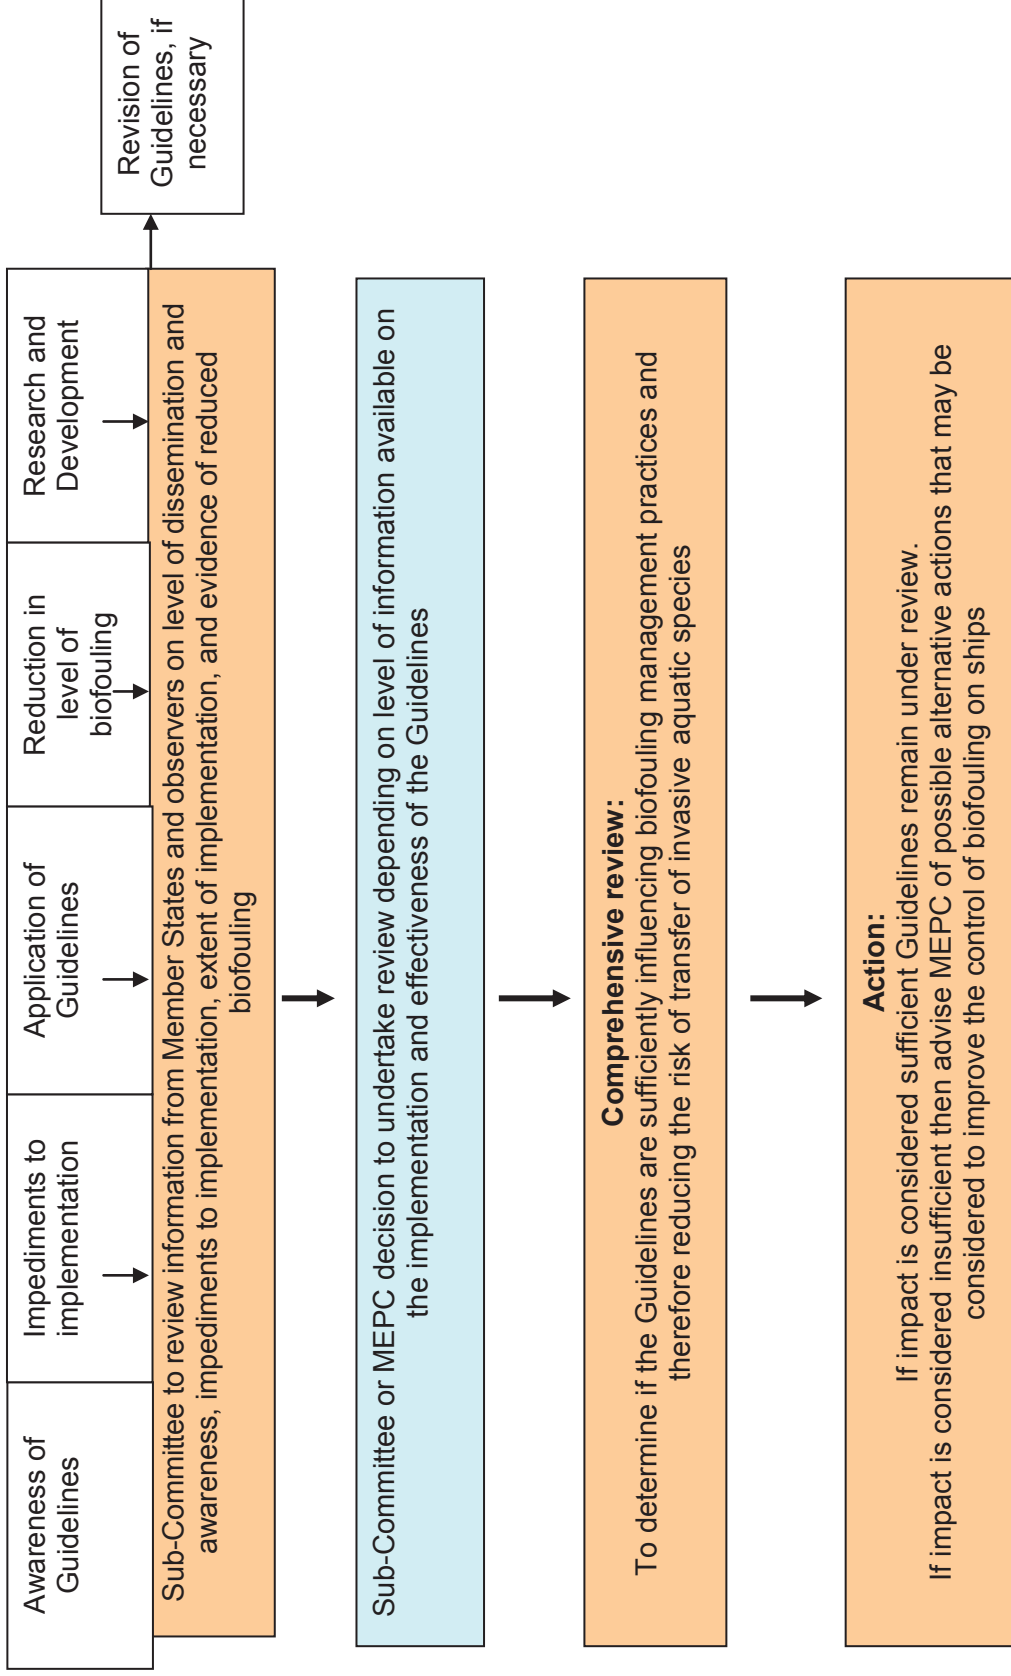 Awareness of
Guidelines
Impediments to
implementation
Application of
Guidelines
Reduction in
level of
biofouling
Research and
Development
Revision of
Guidelines, if
necessary
Sub-Committee to review information from Member States and observers on level of dissemination and
awareness, impediments to implementation, extent of implementation, and evidence of reduced
biofouling
Sub-Committee or MEPC decision to undertake review depending on level of information available on
the implementation and effectiveness of the Guidelines
Comprehensive review:
To determine if the Guidelines are sufficiently influencing biofouling management practices and
therefore reducing the risk of transfer of invasive aquatic species
Action:
If impact is considered sufficient Guidelines remain under review.
If impact is considered insufficient then advise MEPC of possible alternative actions that may be
considered to improve the control of biofouling on ships